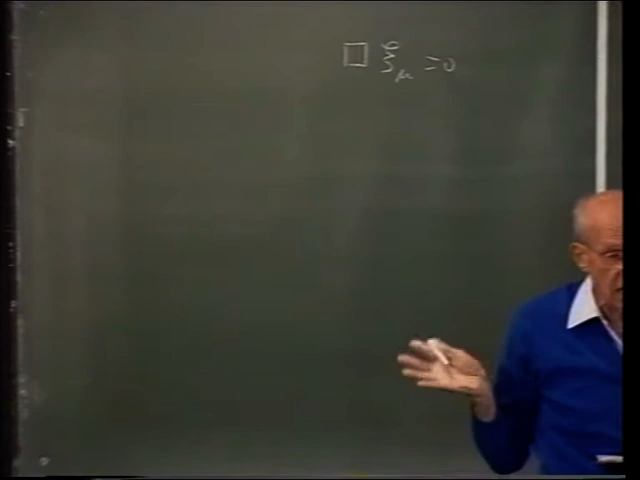 □ ξ_μ = 0